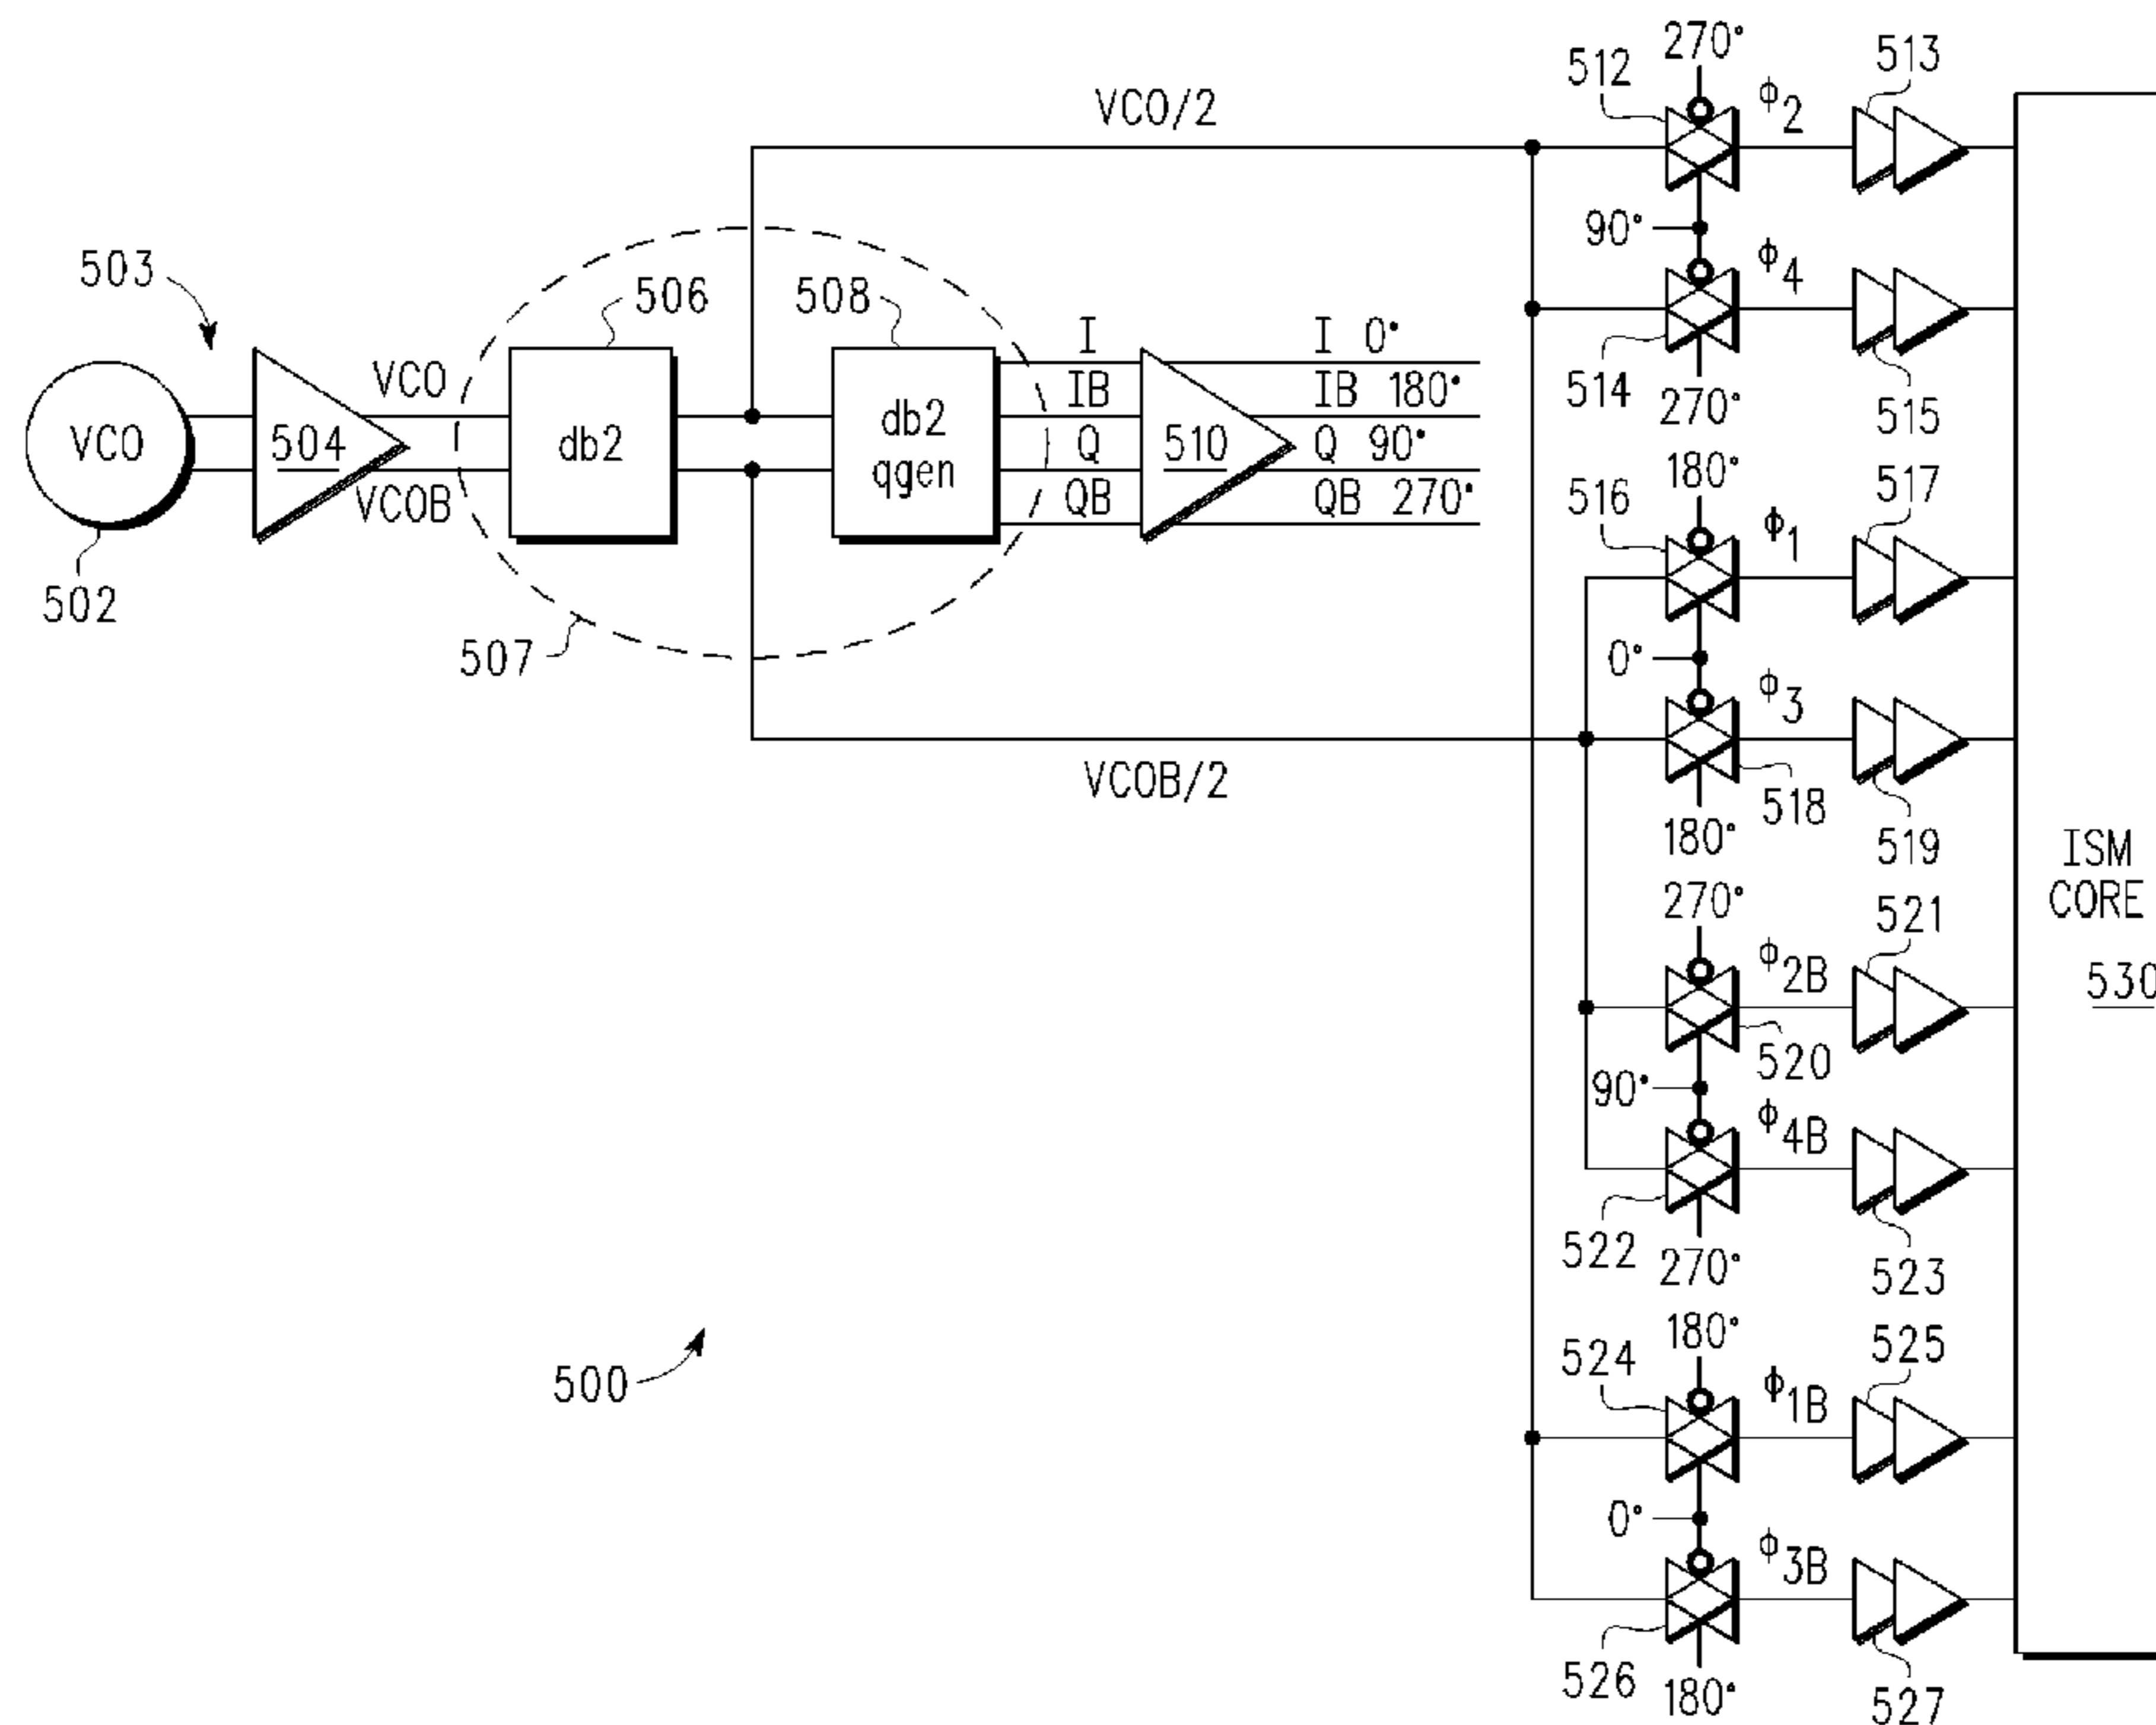 503
VCO
502
504
VCO
VCOB
507
506
db2
508
db2
qgen
I
IB
Q
QB
510
I 0°
IB 180°
Q 90°
QB 270°
VCO/2
VCOB/2
500
270°
512
ϕ2
513
90°
ϕ4
514
270°
515
180°
516
ϕ1
517
0°
ϕ3
518
180°
519
270°
ϕ2B
521
520
90°
ϕ4B
522
270°
523
180°
524
ϕ1B
525
0°
ϕ3B
526
180°
527
ISM
CORE
530